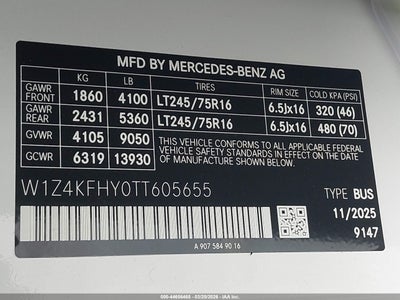 MFD BY MERCEDES-BENZ AG
KG LB TIRES RIM SIZE COLD KPA (PSI)
GAWR FRONT 1860 4100 LT245/75R16 6.5Jx16 320 (46)
GAWR REAR 2431 5360 LT245/75R16 6.5Jx16 480 (70)
GVWR 4105 9050
GCWR 6319 13930
THIS VEHICLE CONFORMS TO ALL APPLICABLE
FEDERAL MOTOR VEHICLE SAFETY STANDARDS IN
EFFECT ON THE DATE OF MANUFACTURE
SHOWN ABOVE.
W1Z4KFHY0TT605655
TYPE BUS
11/2025
9147
A 907 584 90 16